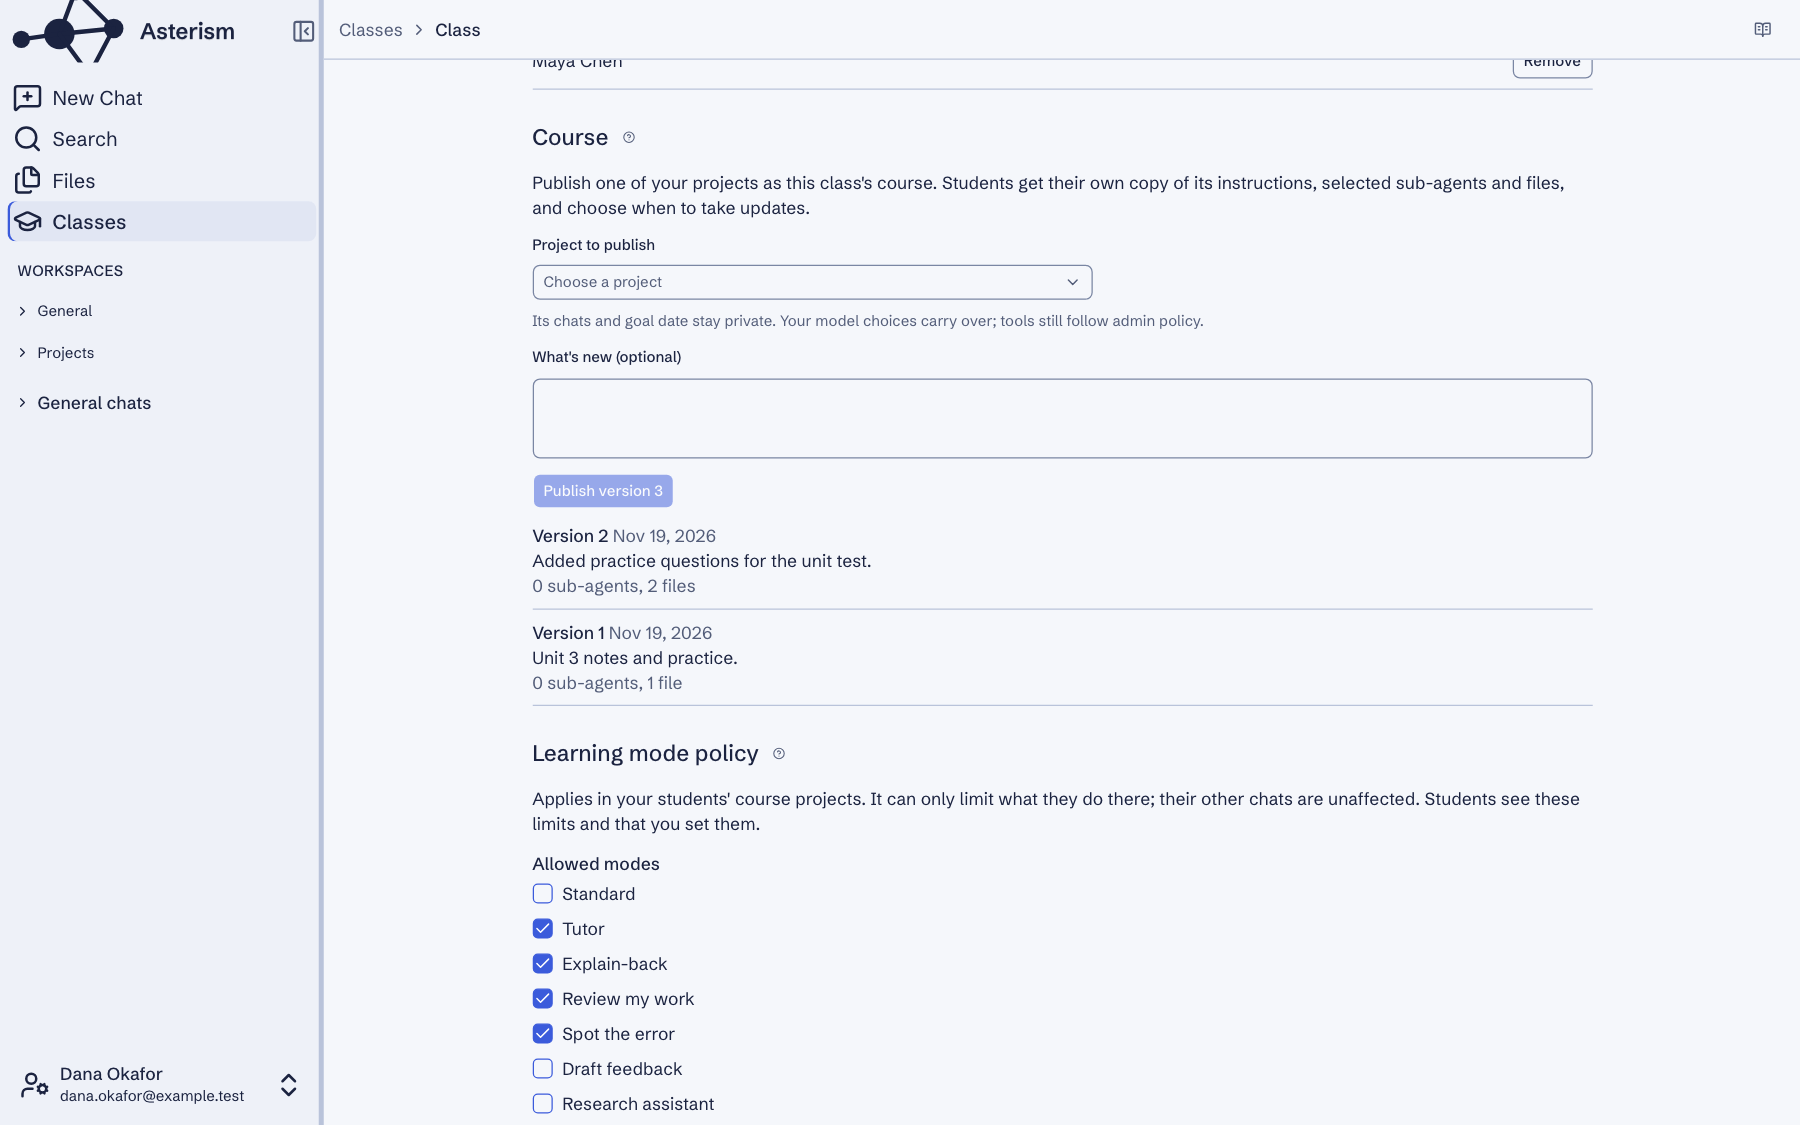 Asterism
New Chat
Search
Files
Classes
WORKSPACES
General
Projects
General chats
Dana Okafor
dana.okafor@example.test
Classes > Class
Maya Chen
Remove
Course
Publish one of your projects as this class's course. Students get their own copy of its instructions, selected sub-agents and files,
and choose when to take updates.
Project to publish
Choose a project
Its chats and goal date stay private. Your model choices carry over; tools still follow admin policy.
What's new (optional)
Publish version 3
Version 2 Nov 19, 2026
Added practice questions for the unit test.
0 sub-agents, 2 files
Version 1 Nov 19, 2026
Unit 3 notes and practice.
0 sub-agents, 1 file
Learning mode policy
Applies in your students' course projects. It can only limit what they do there; their other chats are unaffected. Students see these
limits and that you set them.
Allowed modes
Standard
Tutor
Explain-back
Review my work
Spot the error
Draft feedback
Research assistant